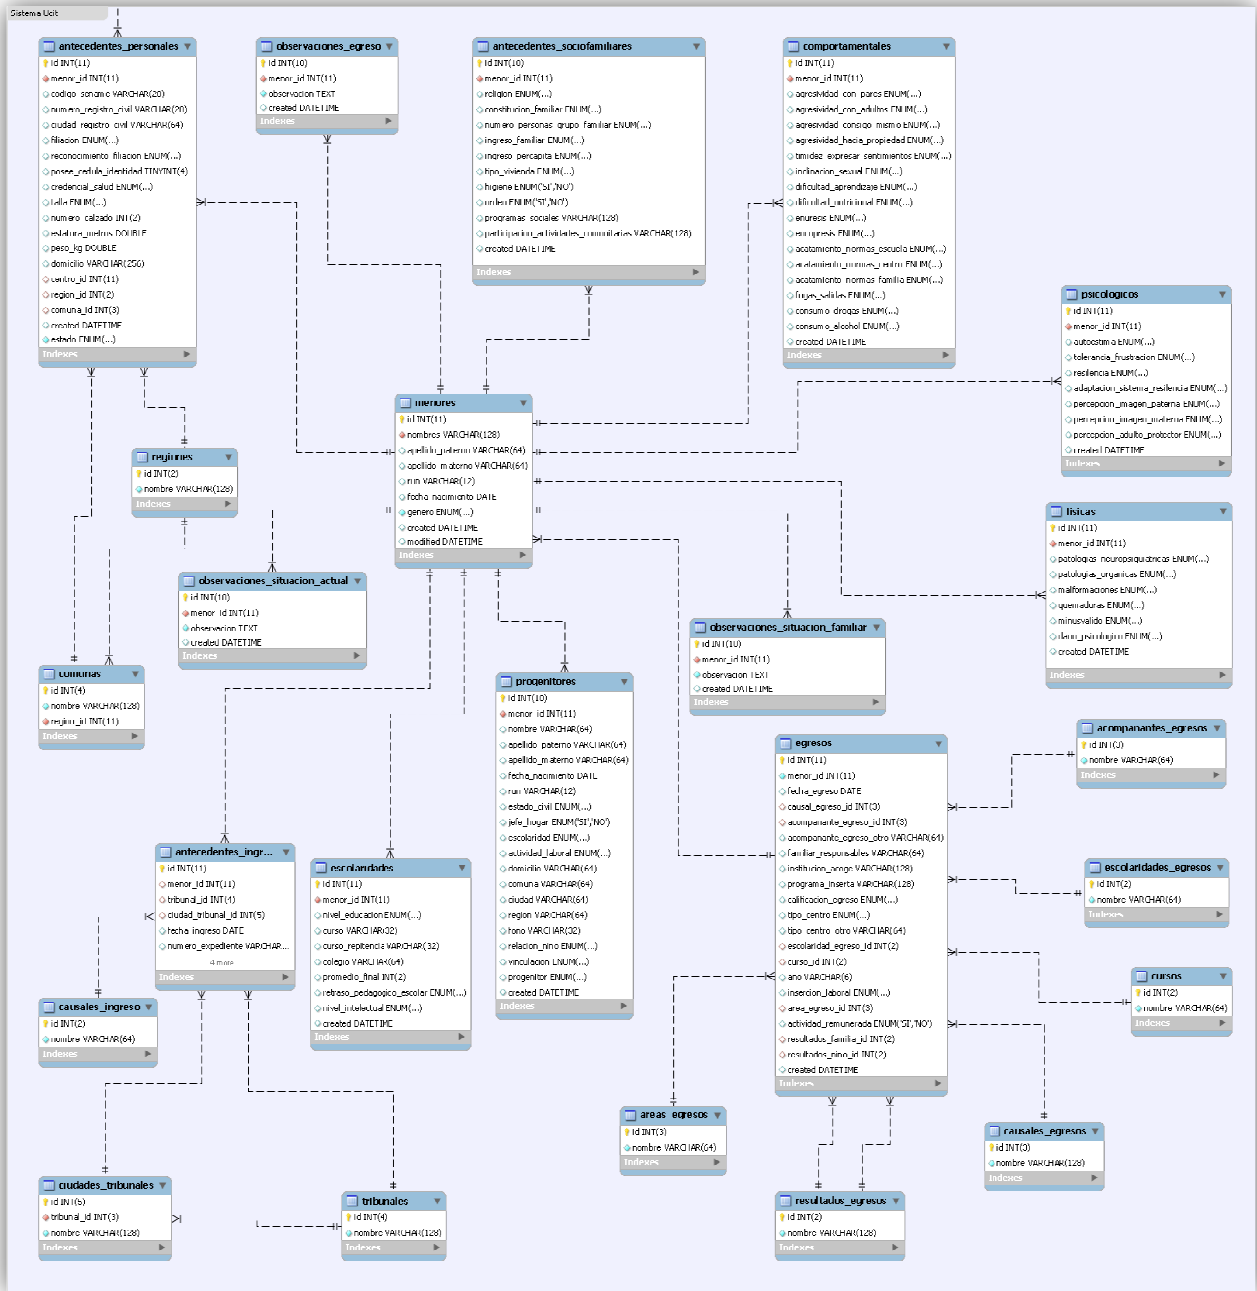 Sistema Ucit
antecedentes_personales
id INT(11)
menor_id INT(11)
codigo_sename VARCHAR(20)
numero_registro_civil VARCHAR(20)
ciudad_registro_civil VARCHAR(64)
filiacion ENUM(...)
reconocimiento_filiacion ENUM(...)
posee_cedula_identidad TINYINT(4)
credencial_salud ENUM(...)
talla ENUM(...)
numero_calzado INT(2)
estatura_metros DOUBLE
peso_kg DOUBLE
domicilio VARCHAR(256)
centro_id INT(11)
region_id INT(2)
comuna_id INT(3)
created DATETIME
estado ENUM(...)
Indexes
observaciones_egreso
id INT(10)
menor_id INT(11)
observacion TEXT
created DATETIME
Indexes
antecedentes_sociofamiliares
id INT(10)
menor_id INT(11)
religion ENUM(...)
constitucion_familiar ENUM(...)
numero_personas_grupo_familiar ENUM(...)
ingreso_familiar ENUM(...)
ingreso_percapita ENUM(...)
tipo_vivienda ENUM(...)
higiene ENUM('SI','NO')
orden ENUM('SI','NO')
programas_sociales VARCHAR(128)
participacion_actividades_comunitarias VARCHAR(128)
created DATETIME
Indexes
comportamentales
id INT(11)
menor_id INT(11)
agresividad_con_pares ENUM(...)
agresividad_con_adultos ENUM(...)
agresividad_consigo_mismo ENUM(...)
agresividad_hacia_propiedad ENUM(...)
timidez_expresar_sentimientos ENUM(...)
inclinacion_sexual ENUM(...)
dificultad_aprendizaje ENUM(...)
dificultad_nutricional ENUM(...)
enuresis ENUM(...)
encopresis ENUM(...)
acatamiento_normas_escuela ENUM(...)
acatamiento_normas_centro ENUM(...)
acatamiento_normas_familia ENUM(...)
fugas_salidas ENUM(...)
consumo_drogas ENUM(...)
consumo_alcohol ENUM(...)
created DATETIME
Indexes
psicologicos
id INT(11)
menor_id INT(11)
autoestima ENUM(...)
tolerancia_frustracion ENUM(...)
resilencia ENUM(...)
adaptacion_sistema_resilencia ENUM(...)
percepcion_imagen_paterna ENUM(...)
percepcion_imagen_materna ENUM(...)
percepcion_adulto_protector ENUM(...)
created DATETIME
Indexes
menores
id INT(11)
nombres VARCHAR(128)
apellido_paterno VARCHAR(64)
apellido_materno VARCHAR(64)
run VARCHAR(12)
fecha_nacimiento DATE
genero ENUM(...)
created DATETIME
modified DATETIME
Indexes
regiones
id INT(2)
nombre VARCHAR(128)
Indexes
fisicas
id INT(11)
menor_id INT(11)
patologias_neuropsiquiatricas ENUM(...)
patologias_organicas ENUM(...)
malformaciones ENUM(...)
quemaduras ENUM(...)
minusvalido ENUM(...)
dano_psicologico ENUM(...)
created DATETIME
Indexes
observaciones_situacion_actual
id INT(10)
menor_id INT(11)
observacion TEXT
created DATETIME
Indexes
observaciones_situacion_familiar
id INT(10)
menor_id INT(11)
observacion TEXT
created DATETIME
Indexes
comunas
id INT(4)
nombre VARCHAR(128)
region_id INT(11)
Indexes
progenitores
id INT(10)
menor_id INT(11)
nombre VARCHAR(64)
apellido_paterno VARCHAR(64)
apellido_materno VARCHAR(64)
fecha_nacimiento DATE
run VARCHAR(12)
estado_civil ENUM(...)
jefe_hogar ENUM('SI','NO')
escolaridad ENUM(...)
actividad_laboral ENUM(...)
domicilio VARCHAR(64)
comuna VARCHAR(64)
ciudad VARCHAR(64)
region VARCHAR(64)
fono VARCHAR(32)
relacion_nino ENUM(...)
vinculacion ENUM(...)
progenitor ENUM(...)
created DATETIME
Indexes
egresos
id INT(11)
menor_id INT(11)
fecha_egreso DATE
causal_egreso_id INT(3)
acompanante_egreso_id INT(3)
acompanante_egreso_otro VARCHAR(64)
familiar_responsables VARCHAR(64)
institucion_acoge VARCHAR(128)
programa_inserta VARCHAR(128)
calificacion_egreso ENUM(...)
tipo_centro ENUM(...)
tipo_centro_otro VARCHAR(64)
escolaridad_egreso_id INT(2)
curso_id INT(2)
ano VARCHAR(6)
insercion_laboral ENUM(...)
area_egreso_id INT(3)
actividad_remunerada ENUM('SI','NO')
resultados_familia_id INT(2)
resultados_nino_id INT(2)
created DATETIME
Indexes
acompanantes_egresos
id INT(3)
nombre VARCHAR(64)
Indexes
escolaridades_egresos
id INT(2)
nombre VARCHAR(64)
Indexes
cursos
id INT(2)
nombre VARCHAR(64)
Indexes
antecedentes_ingr...
id INT(11)
menor_id INT(11)
tribunal_id INT(4)
ciudad_tribunal_id INT(5)
fecha_ingreso DATE
numero_expediente VARCHAR...
4 more
Indexes
escolaridades
id INT(11)
menor_id INT(11)
nivel_educacion ENUM(...)
curso VARCHAR(32)
curso_repitencia VARCHAR(32)
colegio VARCHAR(64)
promedio_final INT(2)
retraso_pedagogico_escolar ENUM(...)
nivel_intelectual ENUM(...)
created DATETIME
Indexes
causales_ingreso
id INT(2)
nombre VARCHAR(64)
Indexes
areas_egresos
id INT(3)
nombre VARCHAR(64)
Indexes
causales_egresos
id INT(3)
nombre VARCHAR(128)
Indexes
ciudades_tribunales
id INT(5)
tribunal_id INT(3)
nombre VARCHAR(128)
Indexes
tribunales
id INT(4)
nombre VARCHAR(128)
Indexes
resultados_egresos
id INT(2)
nombre VARCHAR(128)
Indexes